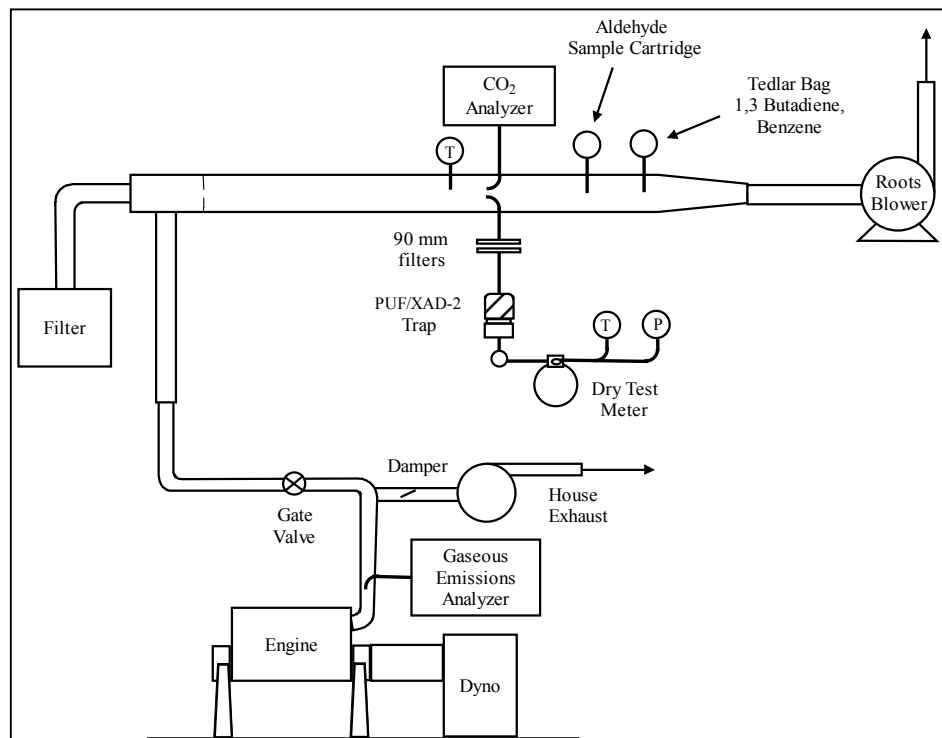 Aldehyde
Sample Cartridge
CO₂
Analyzer
Tedlar Bag
1,3 Butadiene,
Benzene
T
Roots
Blower
90 mm
filters
Filter
PUF/XAD-2
Trap
T
P
Dry Test
Meter
Damper
House
Exhaust
Gate
Valve
Gaseous
Emissions
Analyzer
Engine
Dyno